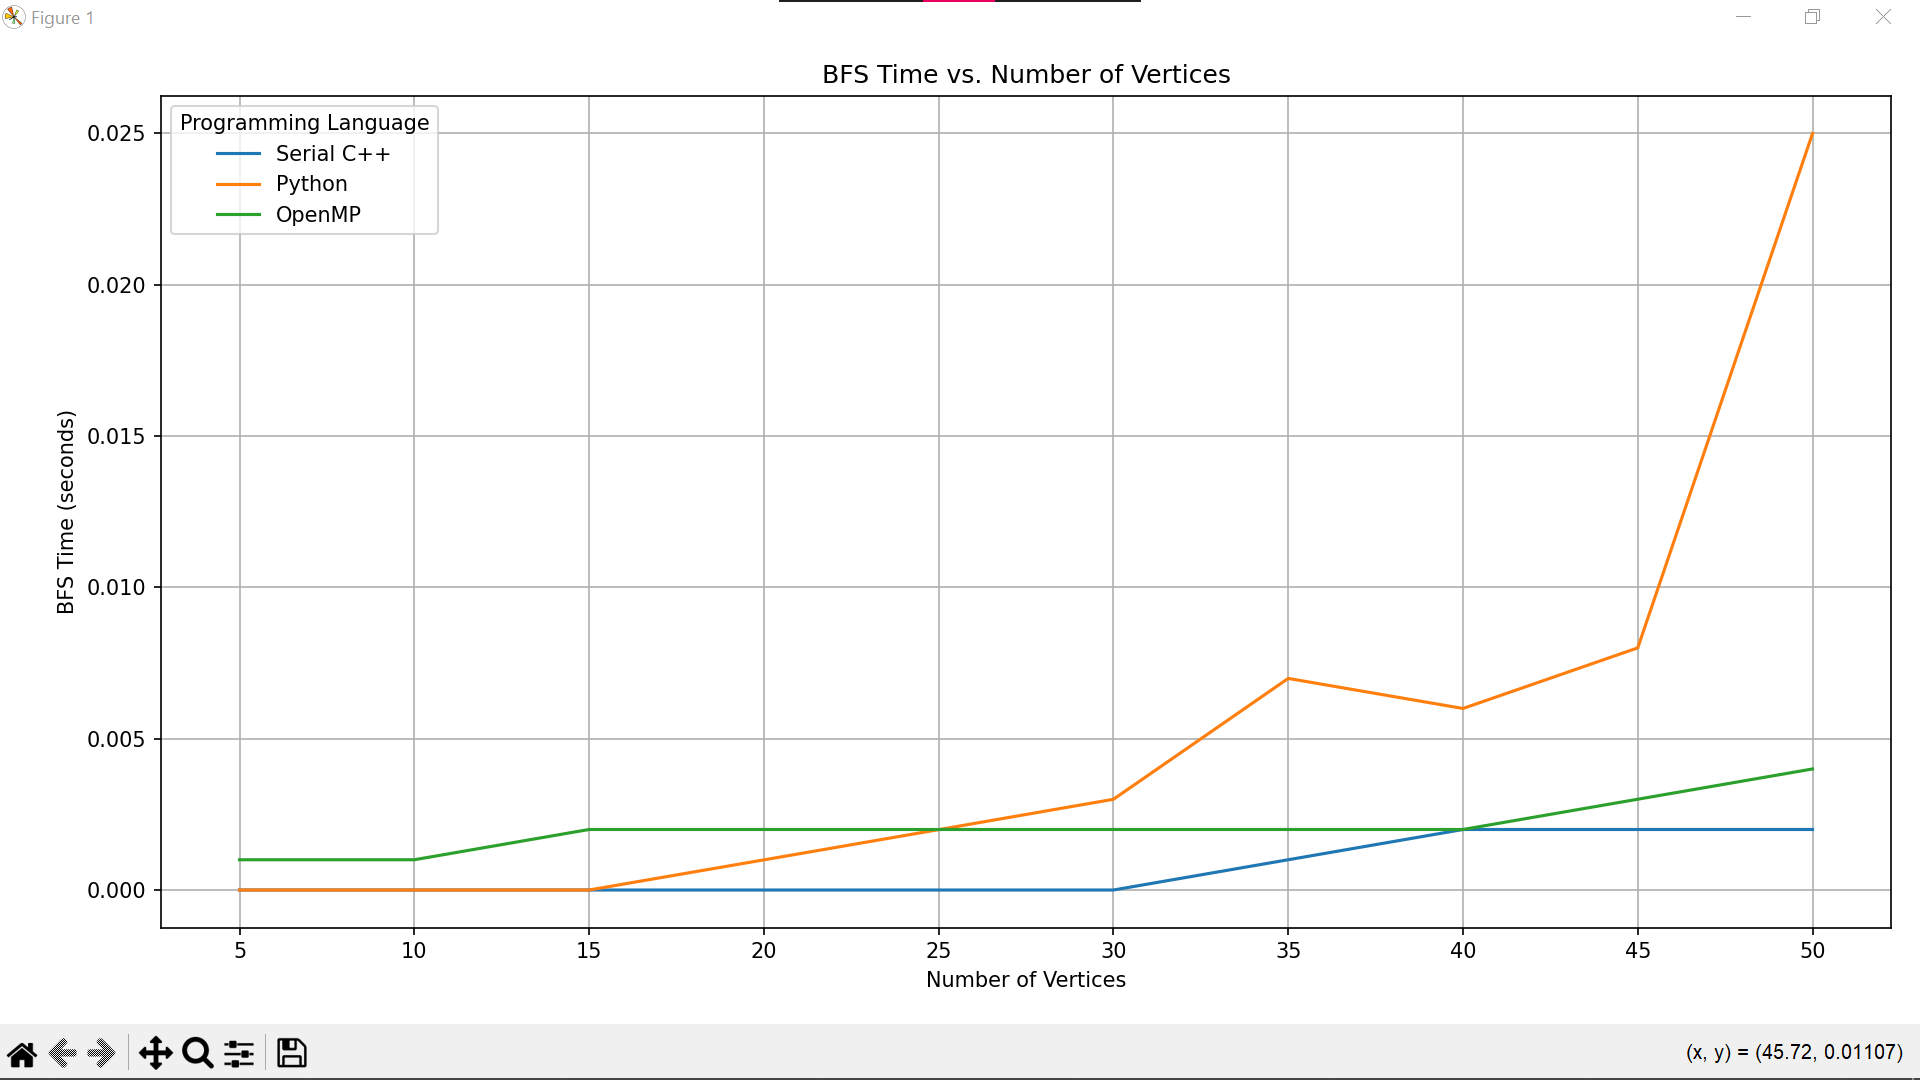 Figure 1
BFS Time vs. Number of Vertices
Programming Language
Serial C++
Python
OpenMP
0.025
0.020
0.015
0.010
0.005
0.000
BFS Time (seconds)
5 10 15 20 25 30 35 40 45 50
Number of Vertices
(x, y) = (45.72, 0.01107)